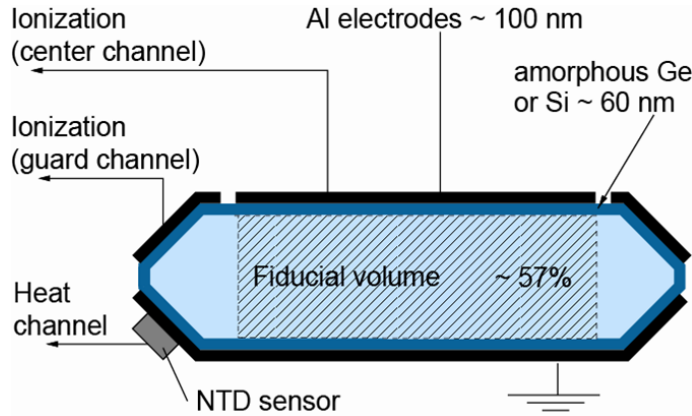 Ionization
(center channel)
Al electrodes ~ 100 nm
amorphous Ge
or Si ~ 60 nm
Ionization
(guard channel)
Fiducial volume ~ 57%
Heat
channel
NTD sensor